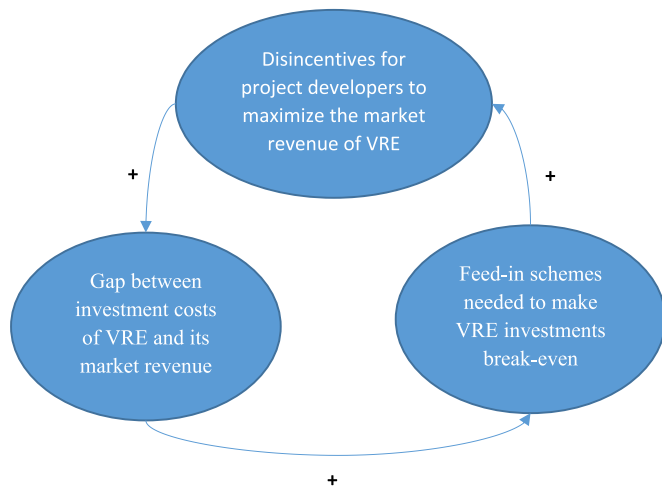 Disincentives for
project developers to
maximize the market
revenue of VRE
+
+
Gap between
investment costs
of VRE and its
market revenue
Feed-in schemes
needed to make
VRE investments
break-even
+